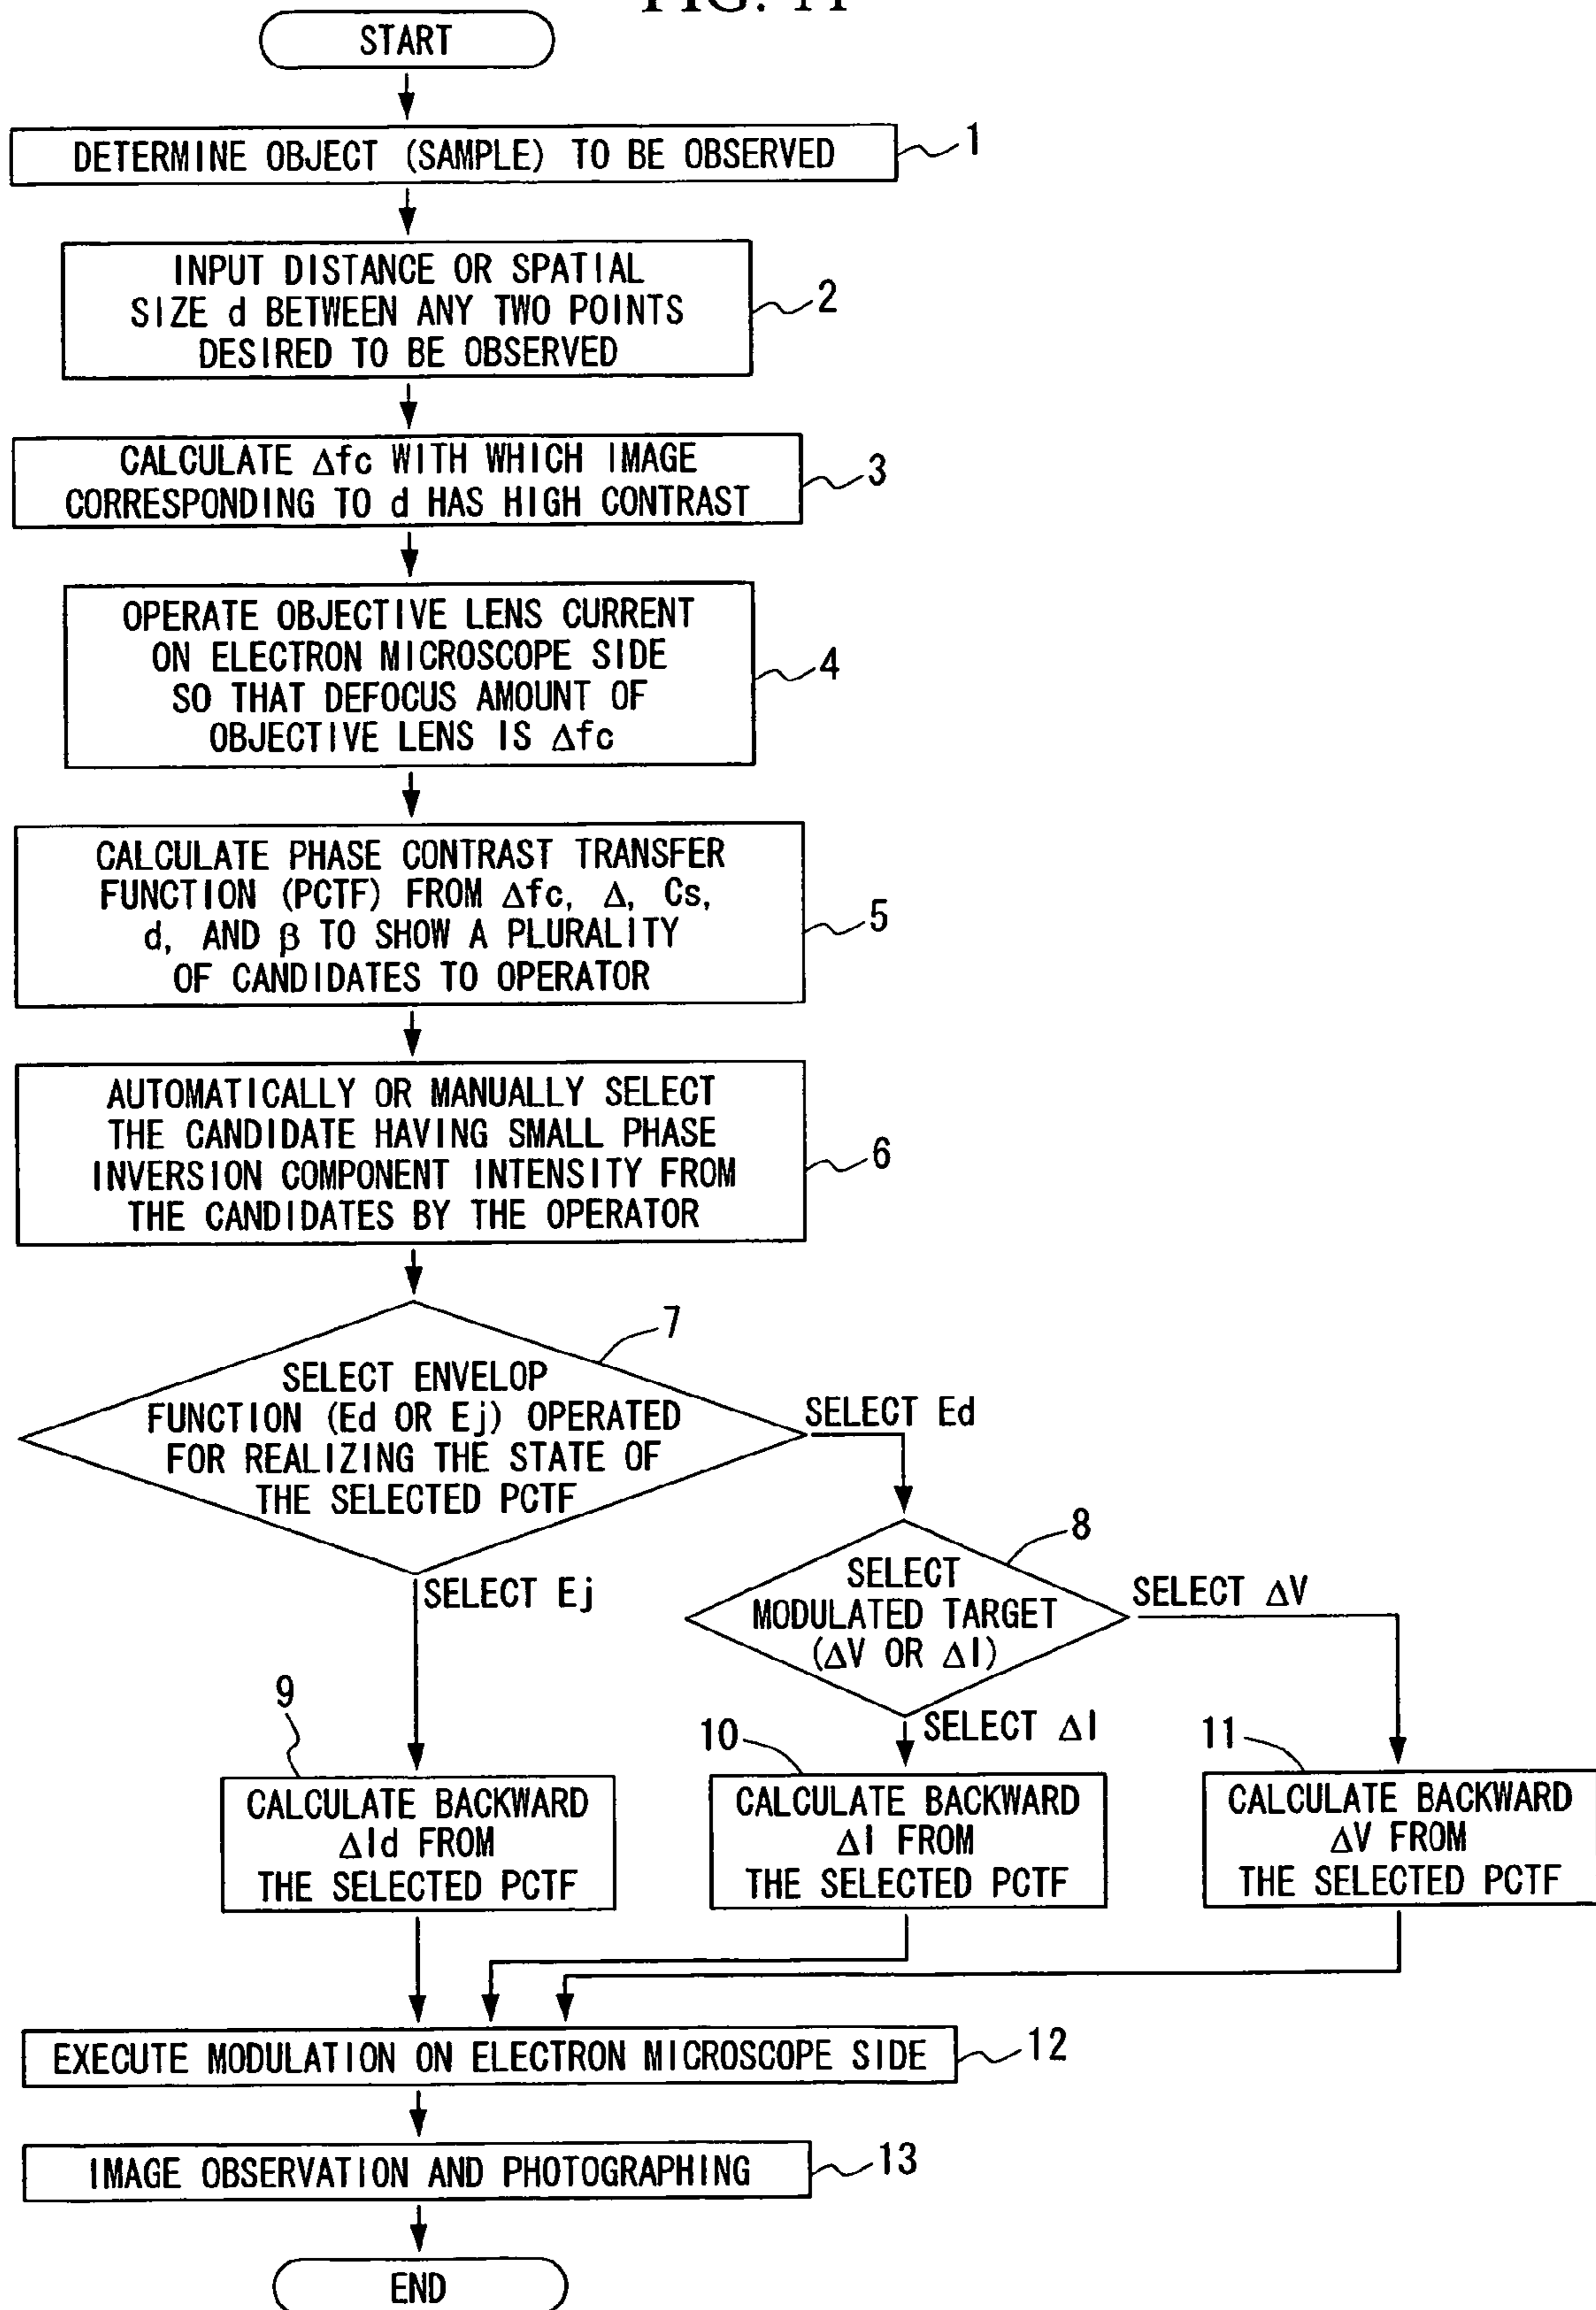 START
DETERMINE OBJECT (SAMPLE) TO BE OBSERVED
1
INPUT DISTANCE OR SPATIAL
SIZE d BETWEEN ANY TWO POINTS
DESIRED TO BE OBSERVED
2
CALCULATE Δfc WITH WHICH IMAGE
CORRESPONDING TO d HAS HIGH CONTRAST
3
OPERATE OBJECTIVE LENS CURRENT
ON ELECTRON MICROSCOPE SIDE
SO THAT DEFOCUS AMOUNT OF
OBJECTIVE LENS IS Δfc
4
CALCULATE PHASE CONTRAST TRANSFER
FUNCTION (PCTF) FROM Δfc, Δ, Cs,
d, AND β TO SHOW A PLURALITY
OF CANDIDATES TO OPERATOR
5
AUTOMATICALLY OR MANUALLY SELECT
THE CANDIDATE HAVING SMALL PHASE
INVERSION COMPONENT INTENSITY FROM
THE CANDIDATES BY THE OPERATOR
6
7
SELECT ENVELOP
FUNCTION (Ed OR Ej) OPERATED
FOR REALIZING THE STATE OF
THE SELECTED PCTF
SELECT Ed
SELECT Ej
8
SELECT
MODULATED TARGET
(ΔV OR ΔI)
SELECT ΔV
SELECT ΔI
9
CALCULATE BACKWARD
ΔId FROM
THE SELECTED PCTF
10
CALCULATE BACKWARD
ΔI FROM
THE SELECTED PCTF
11
CALCULATE BACKWARD
ΔV FROM
THE SELECTED PCTF
EXECUTE MODULATION ON ELECTRON MICROSCOPE SIDE
12
IMAGE OBSERVATION AND PHOTOGRAPHING
13
END